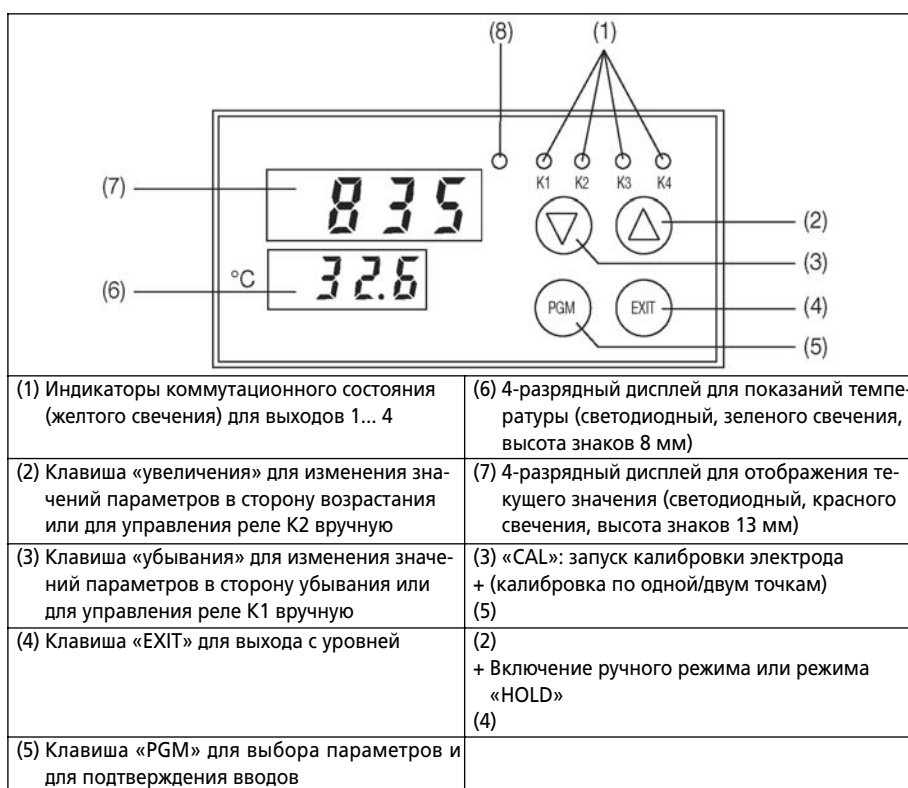 (8)
(1)
K1 K2 K3 K4
(7)
835
(2)
(3)
°C
32.6
(6)
PGM
EXIT
(4)
(5)
(1) Индикаторы коммутационного состояния
(желтого свечения) для выходов 1... 4
(6) 4-разрядный дисплей для показаний темпе-
ратуры (светодиодный, зеленого свечения,
высота знаков 8 мм)
(2) Клавиша «увеличения» для изменения зна-
чений параметров в сторону возрастания
или для управления реле К2 вручную
(7) 4-разрядный дисплей для отображения те-
кущего значения (светодиодный, красного
свечения, высота знаков 13 мм)
(3) Клавиша «убывания» для изменения значе-
ний параметров в сторону убывания или
для управления реле К1 вручную
(3) «CAL»: запуск калибровки электрода
+ (калибровка по одной/двум точкам)
(5)
(4) Клавиша «EXIT» для выхода с уровней
(2)
+ Включение ручного режима или режима
«HOLD»
(4)
(5) Клавиша «PGM» для выбора параметров и
для подтверждения вводов